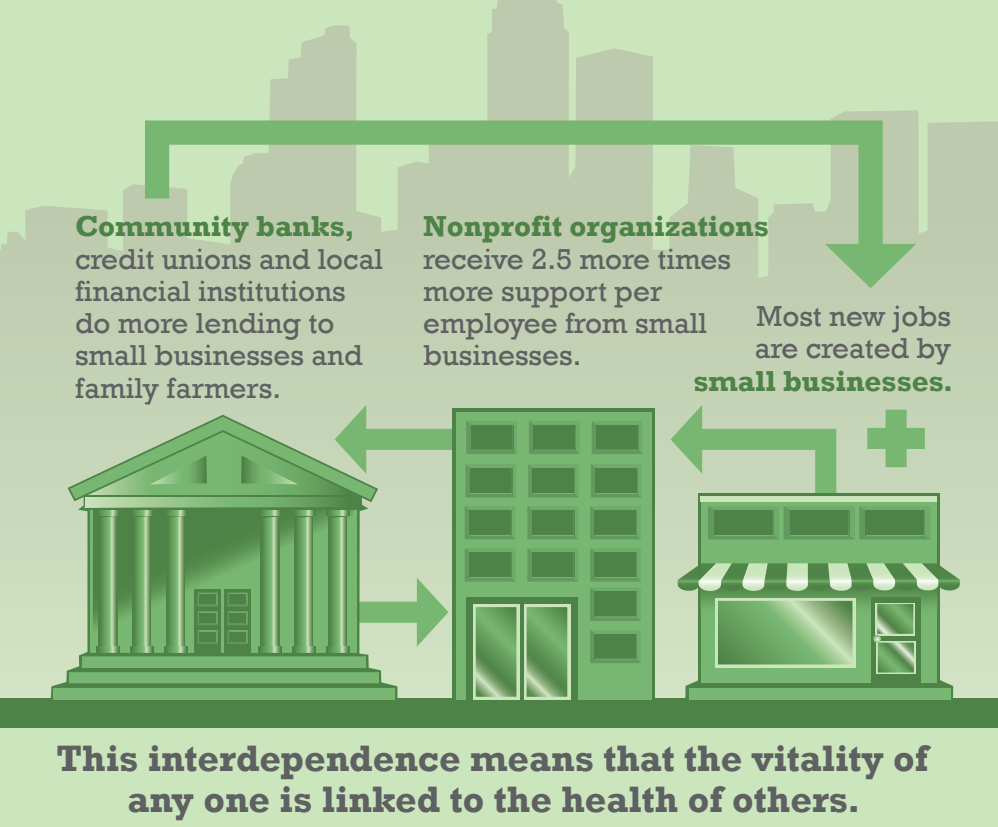 Community banks,
credit unions and local
financial institutions
do more lending to
small businesses and
family farmers.
Nonprofit organizations
receive 2.5 more times
more support per
employee from small
businesses.
Most new jobs
are created by
small businesses.
This interdependence means that the vitality of
any one is linked to the health of others.